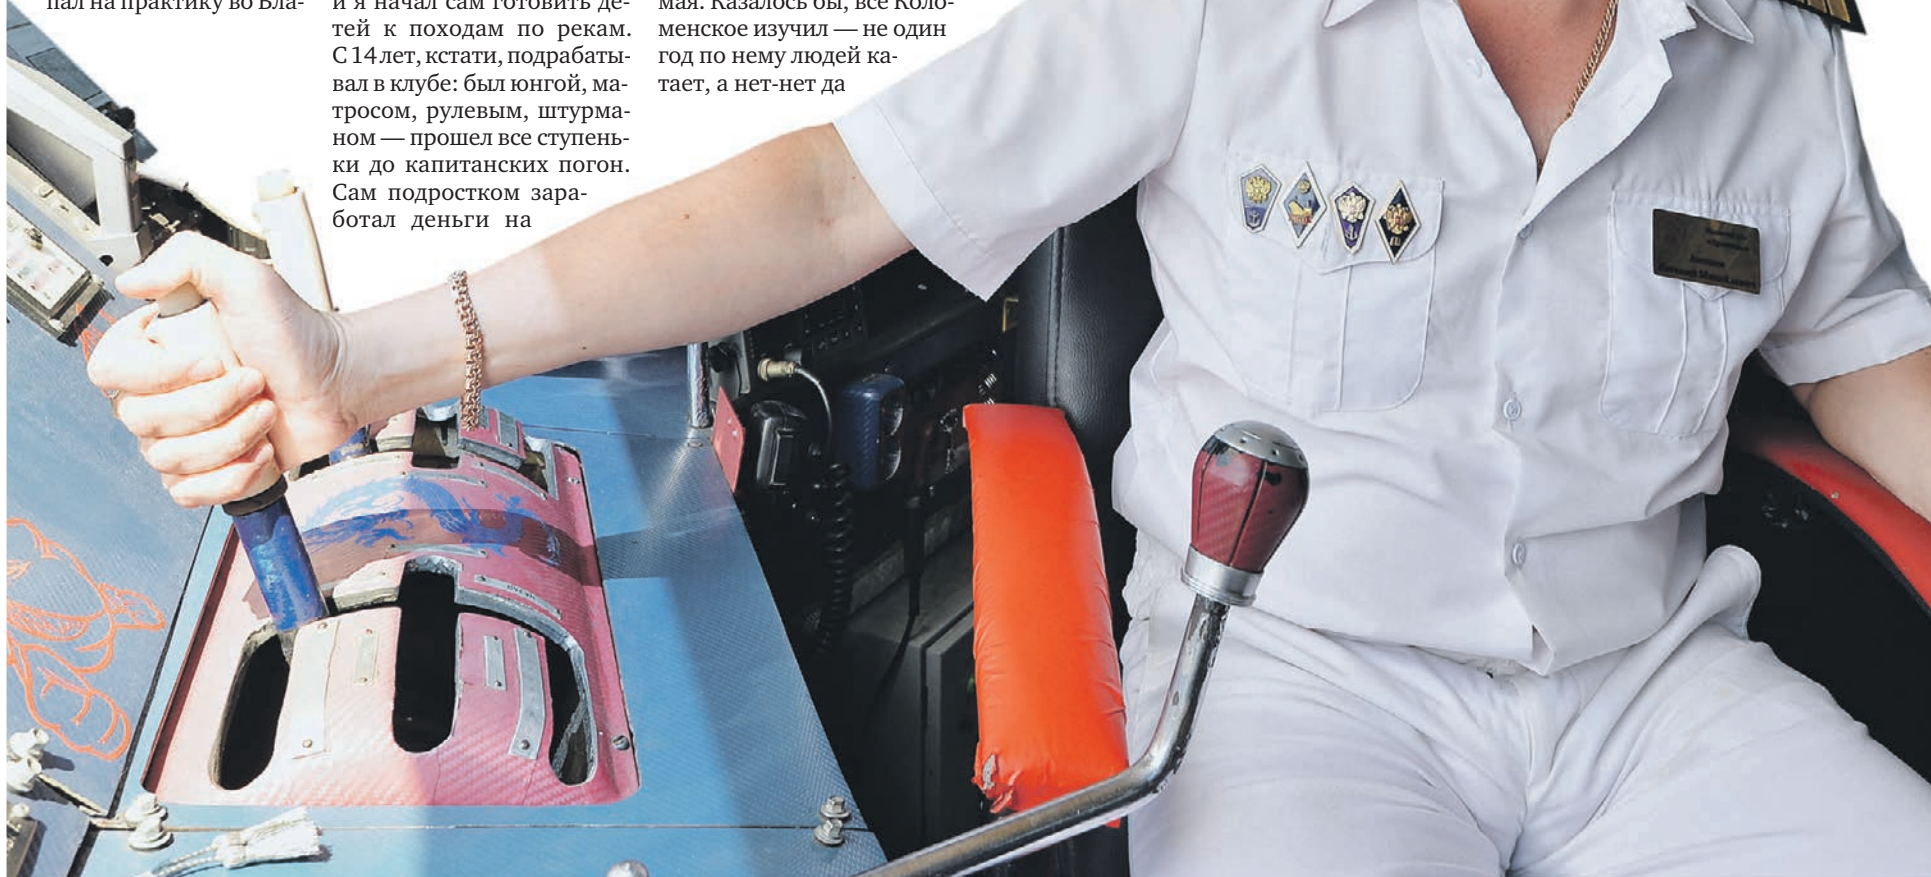 пал на практику во Вла-
и я начал сам готовить де-
тей к походам по рекам.
С 14 лет, кстати, подрабаты-
вал в клубе: был юнгой, ма-
тросом, рулевым, штурма-
ном — прошел все ступень-
ки до капитанских погон.
Сам подростком зара-
ботал деньги на
мая. Казалось бы, все Коло-
менское изучил — не один
год по нему людей ка-
тает, а нет-нет да